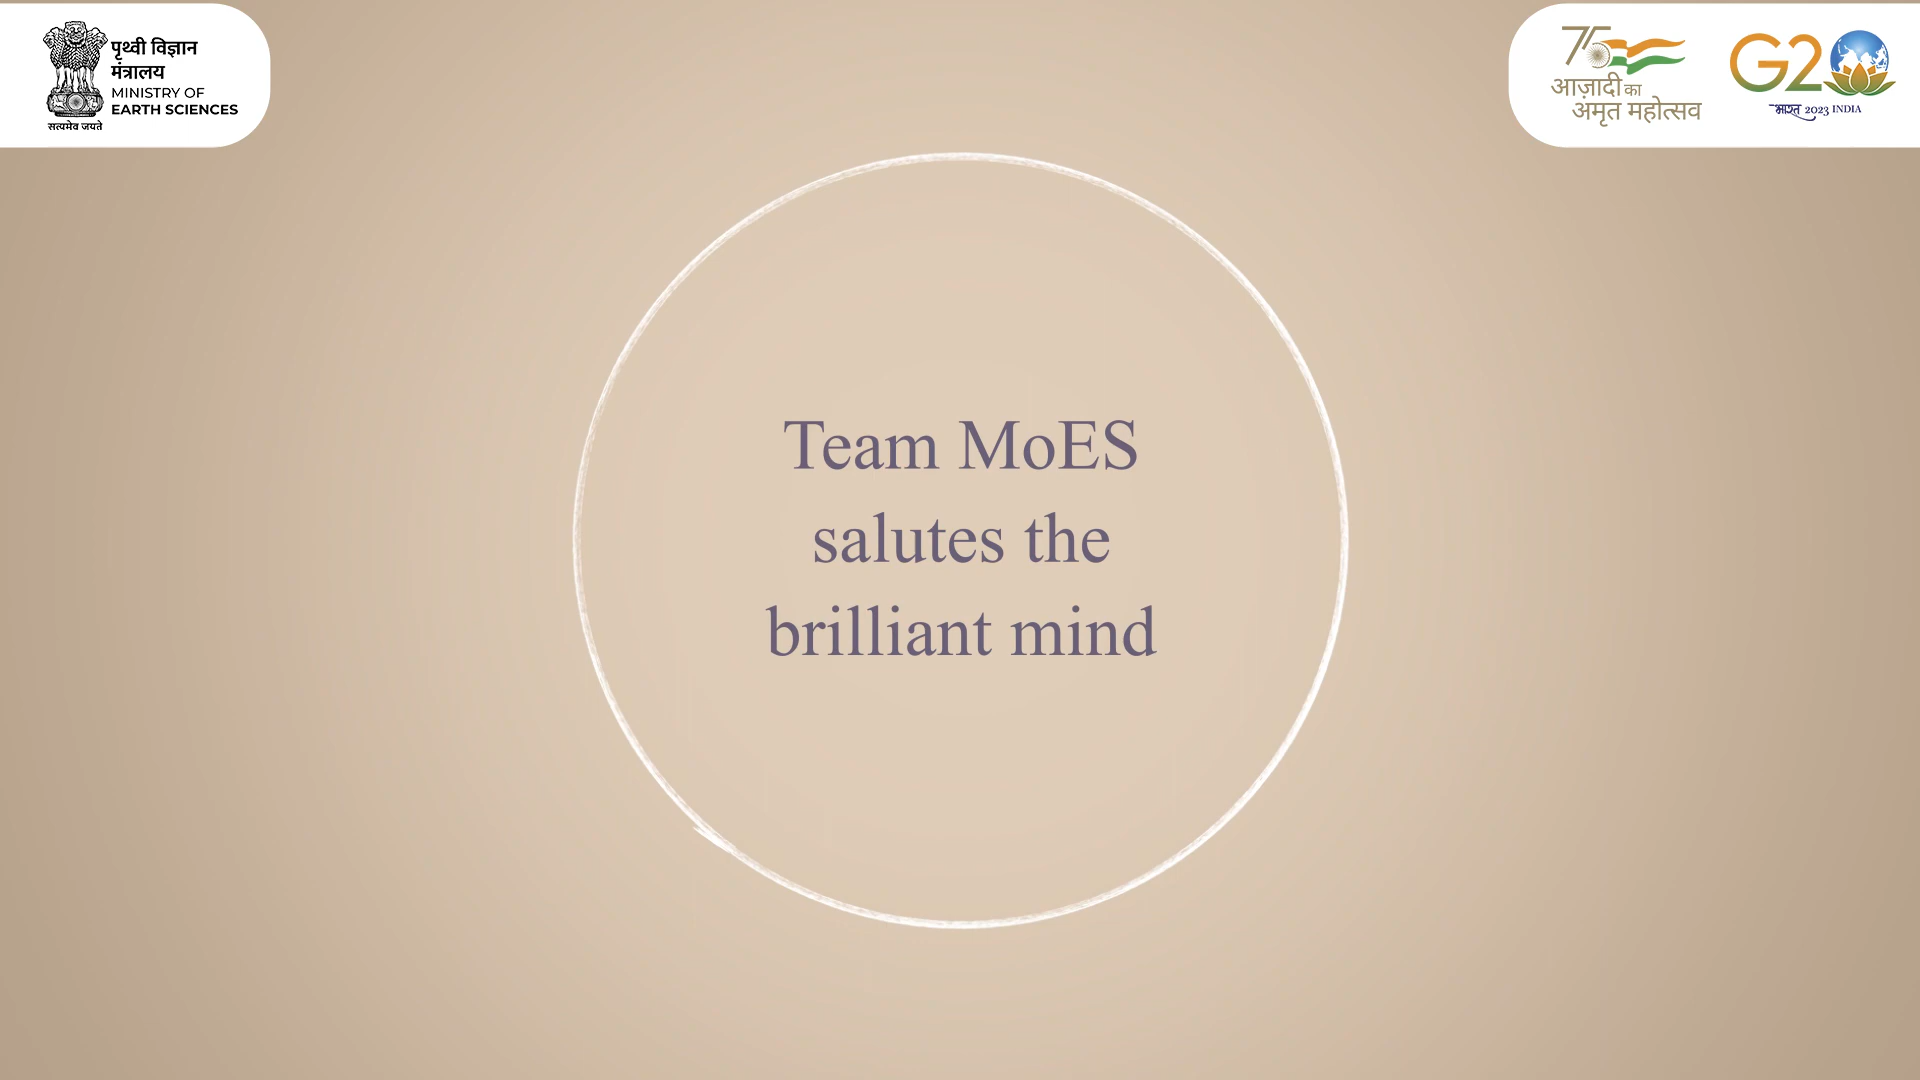 पृथ्वी विज्ञान
मंत्रालय
MINISTRY OF
EARTH SCIENCES
सत्यमेव जयते
75
आज़ादी का
अमृत महोत्सव
G20
भारत 2023 INDIA
Team MoES
salutes the
brilliant mind